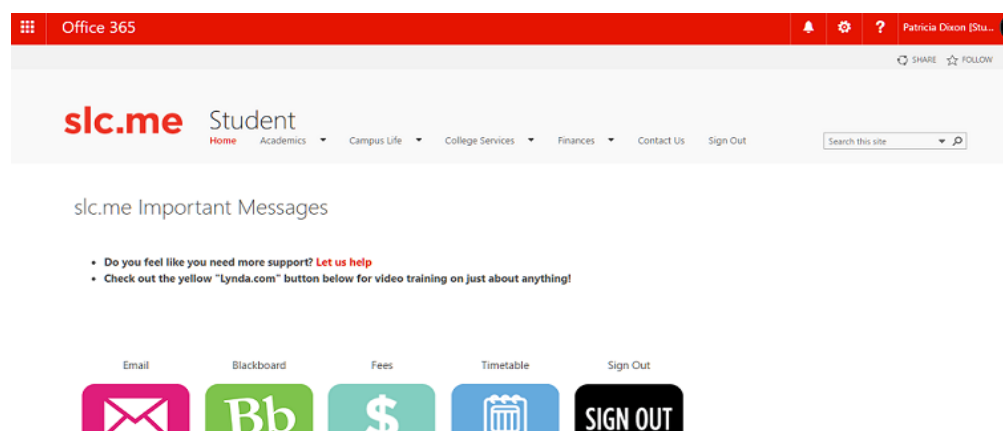 Office 365
? Patricia Dixon [Stu...
SHARE FOLLOW
slc.me Student
Home Academics Campus Life College Services Finances Contact Us Sign Out
Search this site
slc.me Important Messages
• Do you feel like you need more support? Let us help
• Check out the yellow "Lynda.com" button below for video training on just about anything!
Email Blackboard Fees Timetable Sign Out
Bb $ SIGN OUT